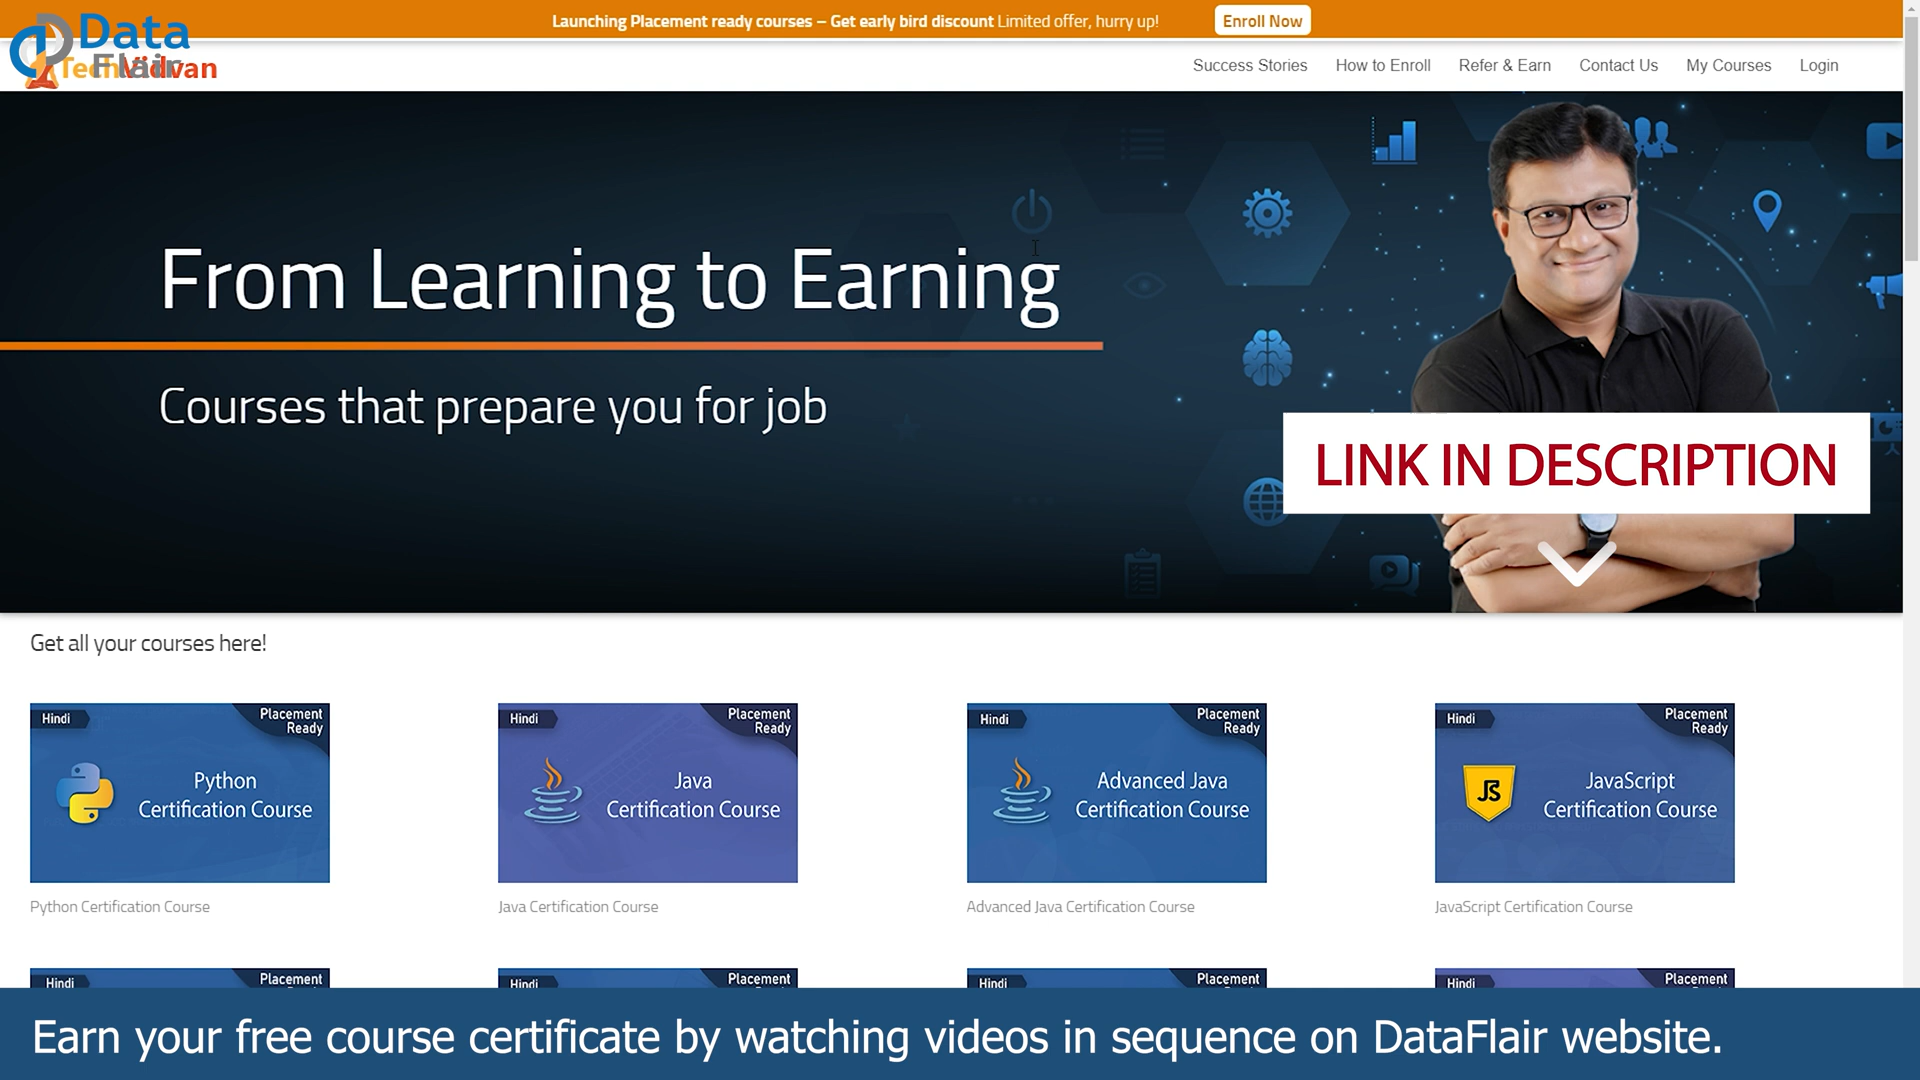 Launching Placement ready courses – Get early bird discount Limited offer, hurry up!
Enroll Now
Data
Flair
TechVidvan
Success Stories
How to Enroll
Refer & Earn
Contact Us
My Courses
Login
From Learning to Earning
Courses that prepare you for job
LINK IN DESCRIPTION
Get all your courses here!
Hindi
Placement
Ready
Python
Certification Course
Python Certification Course
Hindi
Placement
Ready
Java
Certification Course
Java Certification Course
Hindi
Placement
Ready
Advanced Java
Certification Course
Advanced Java Certification Course
Hindi
Placement
Ready
JS
JavaScript
Certification Course
JavaScript Certification Course
Hindi
Placement
Hindi
Placement
Hindi
Placement
Hindi
Placement
Earn your free course certificate by watching videos in sequence on DataFlair website.